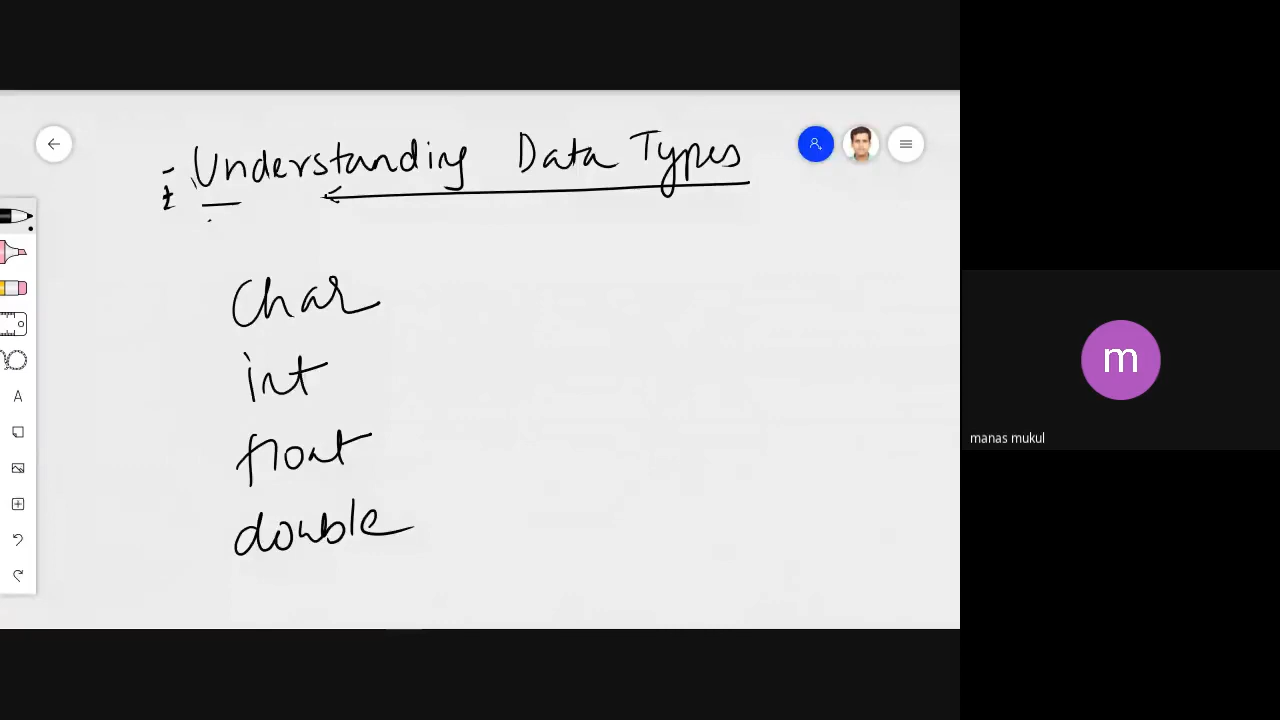 Understanding Data Types
char
int
float
double
m
manas mukul
A